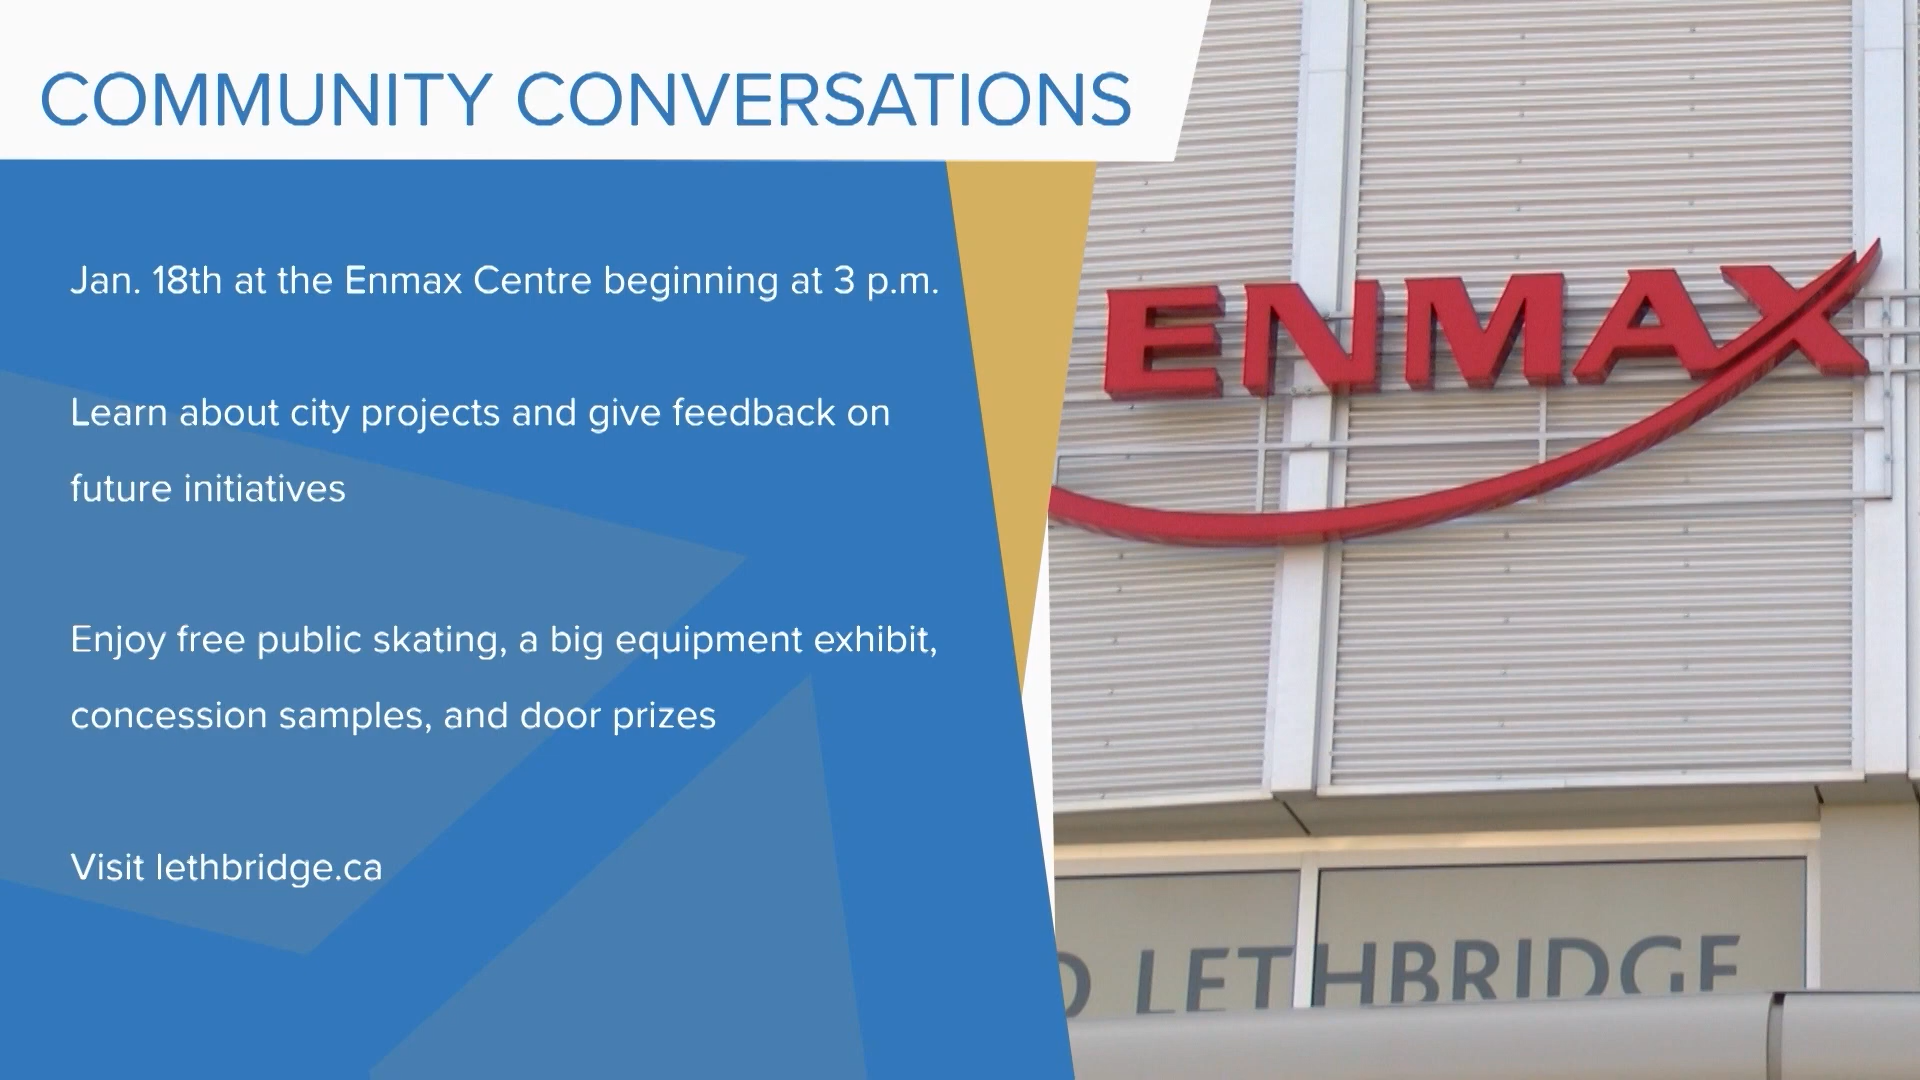 COMMUNITY CONVERSATIONS
Jan. 18th at the Enmax Centre beginning at 3 p.m.
Learn about city projects and give feedback on
future initiatives
Enjoy free public skating, a big equipment exhibit,
concession samples, and door prizes
Visit lethbridge.ca
ENMAX
O LETHBRIDGE